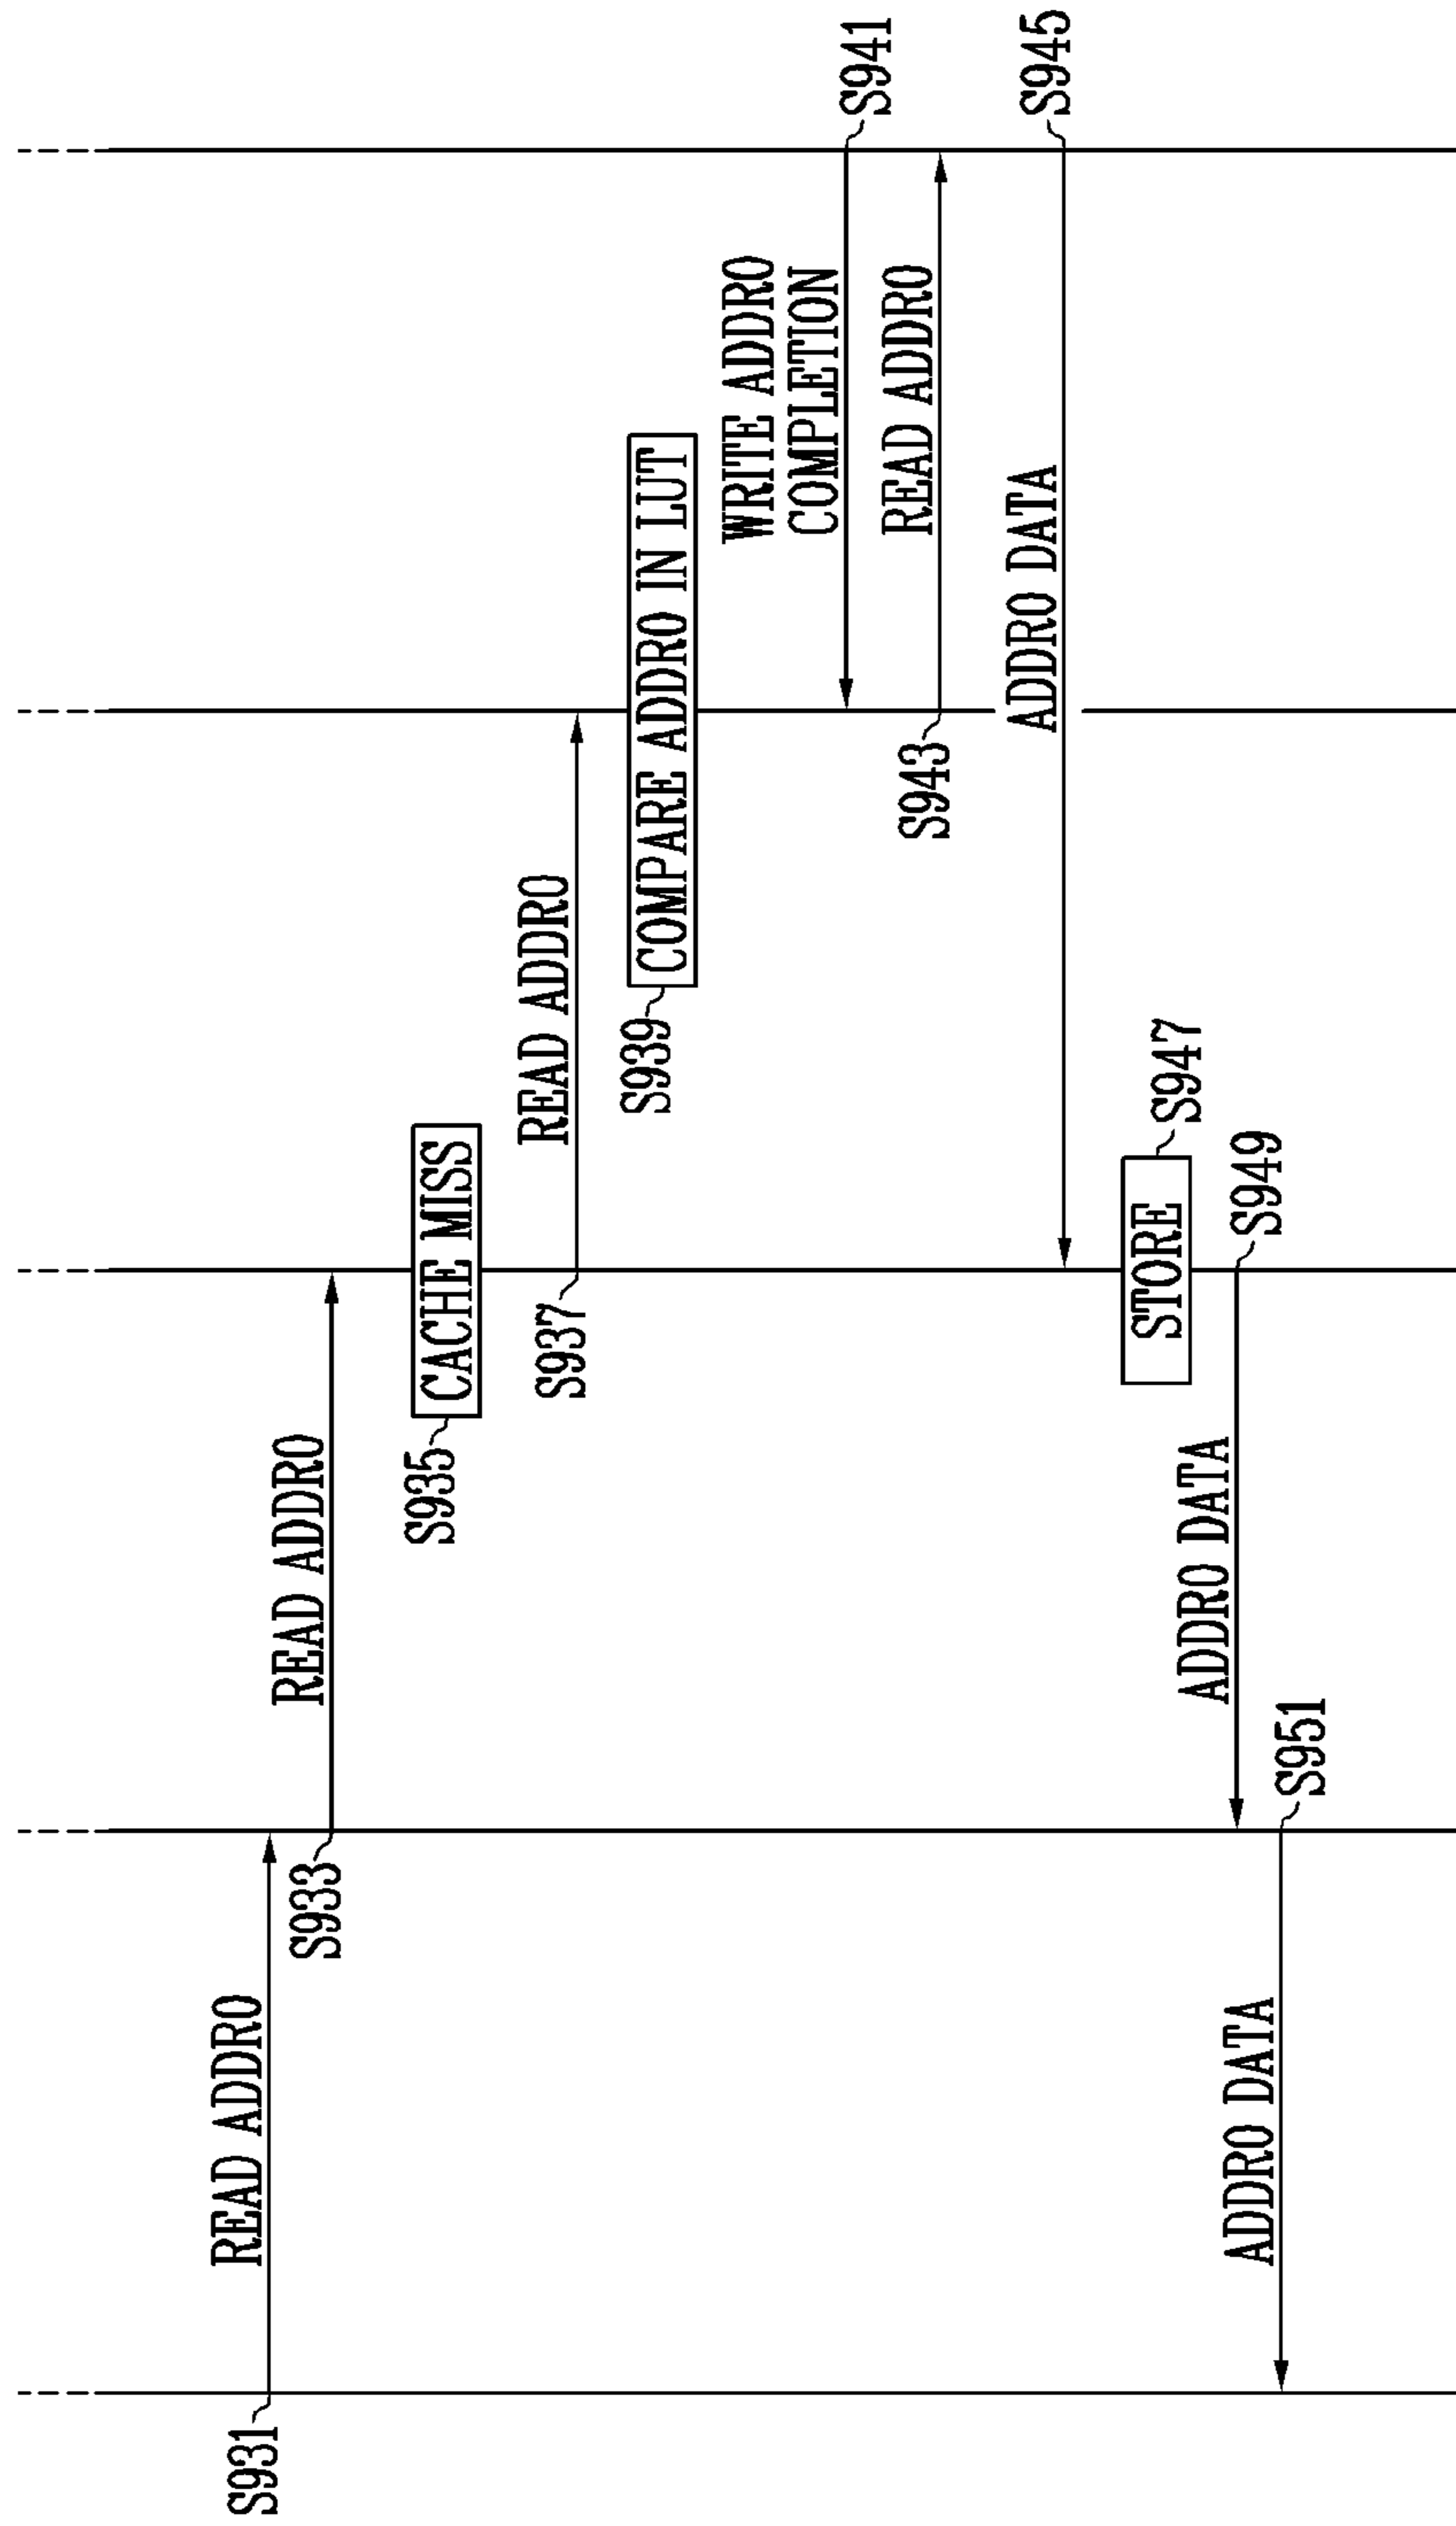 S931
READ ADDR0
S933
READ ADDR0
S935
CACHE MISS
S937
READ ADDR0
S939
COMPARE ADDR0 IN LUT
WRITE ADDR0
COMPLETION
S941
S943
READ ADDR0
ADDR0 DATA
S945
STORE
S947
ADDR0 DATA
S949
ADDR0 DATA
S951